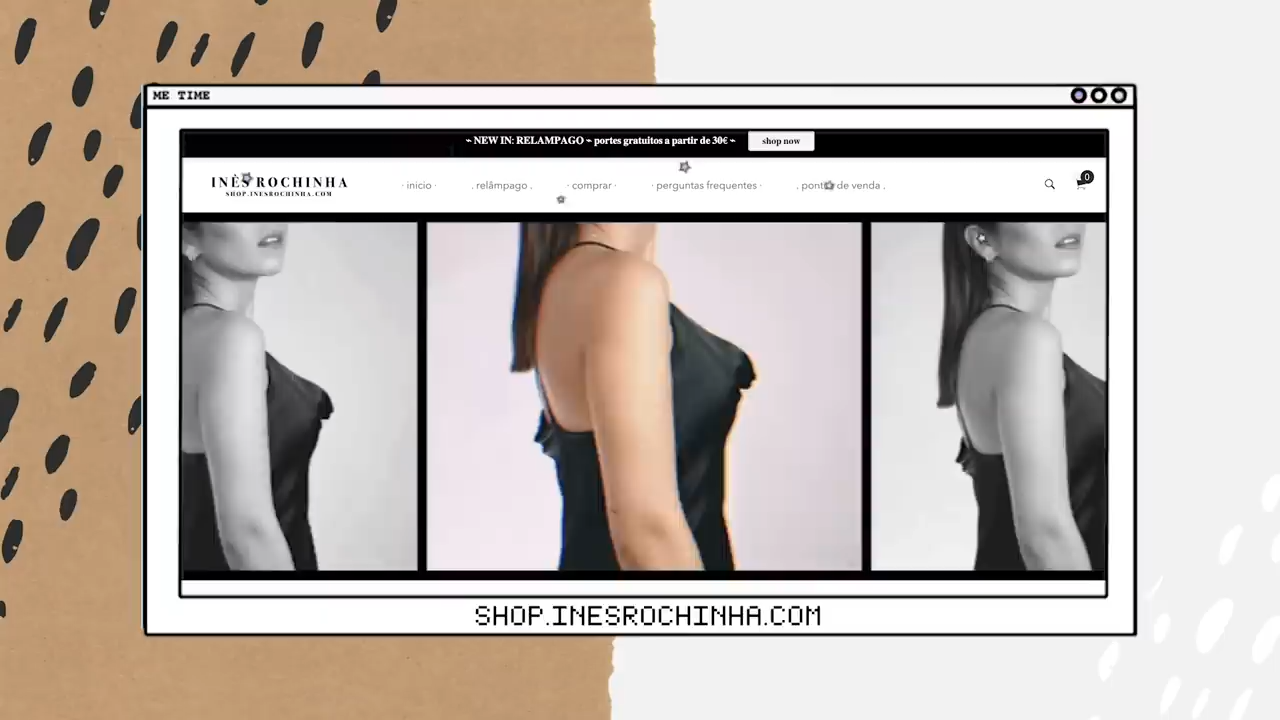 ME TIME
~ NEW IN: RELAMPAGO ~ portes gratuitos a partir de 30€ ~ shop now
INÊS ROCHINHA
SHOP.INESROCHINHA.COM
· inicio · . relâmpago . · comprar · · perguntas frequentes · . pontos de venda . 0
SHOP.INESROCHINHA.COM